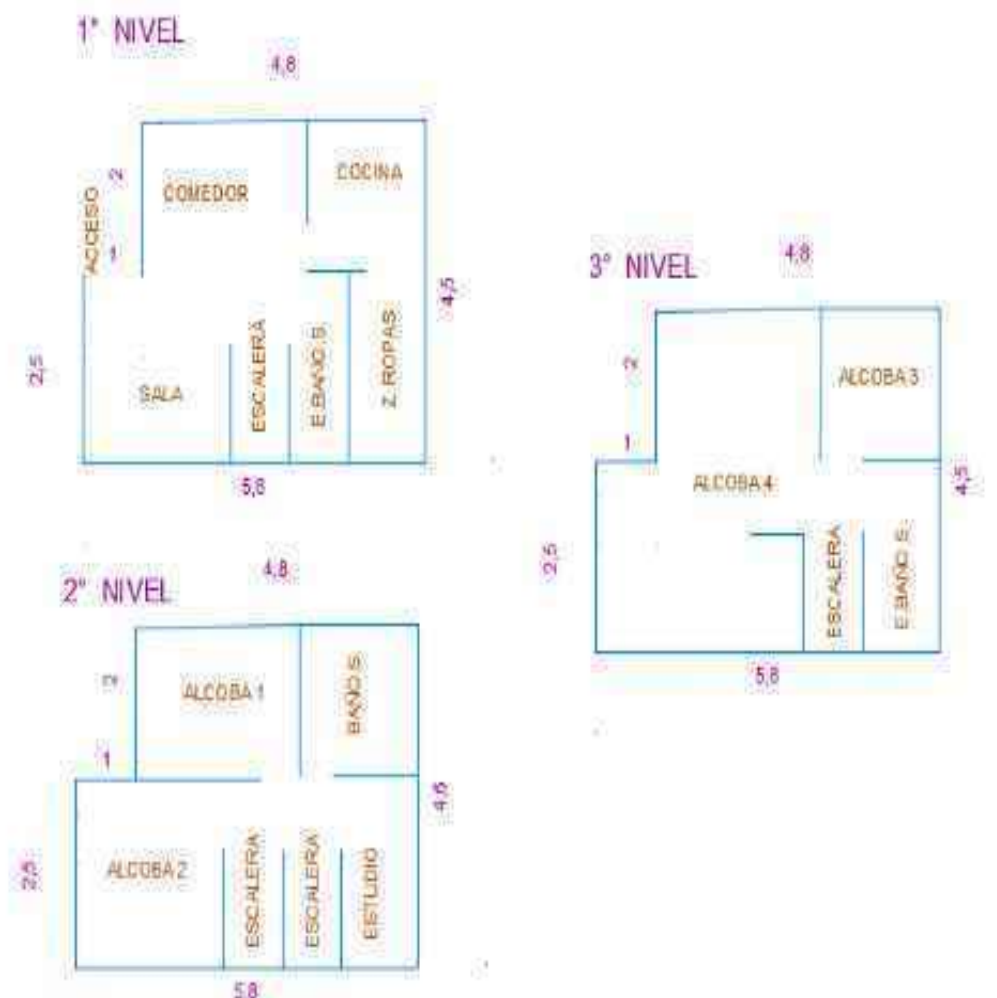 1° NIVEL
4,8
2
COMEDOR
COCINA
ACCESO
1
4,5
2,5
SALA
ESCALERA
E.BAÑO.S.
Z. ROPAS
5,8
3° NIVEL
4,8
2
ALCOBA 3
1
ALCOBA 4
4,5
2,5
ESCALERA
E.BAÑO S.
5,8
2° NIVEL
4,8
2
ALCOBA 1
BAÑO.S
1
2,5
ALCOBA 2
ESCALERA
ESCALERA
ESTUDIO
5,8